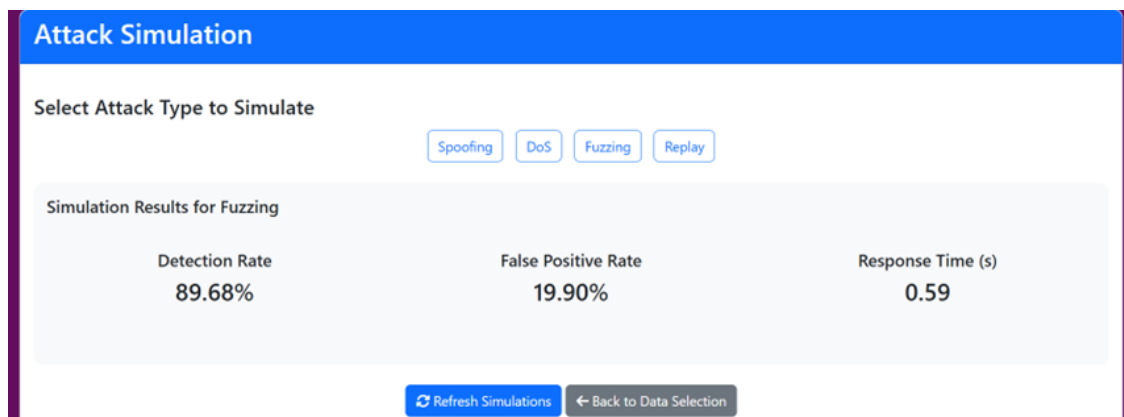 Attack Simulation
Select Attack Type to Simulate
Spoofing DoS Fuzzing Replay
Simulation Results for Fuzzing
Detection Rate False Positive Rate Response Time (s)
89.68% 19.90% 0.59
Refresh Simulations Back to Data Selection